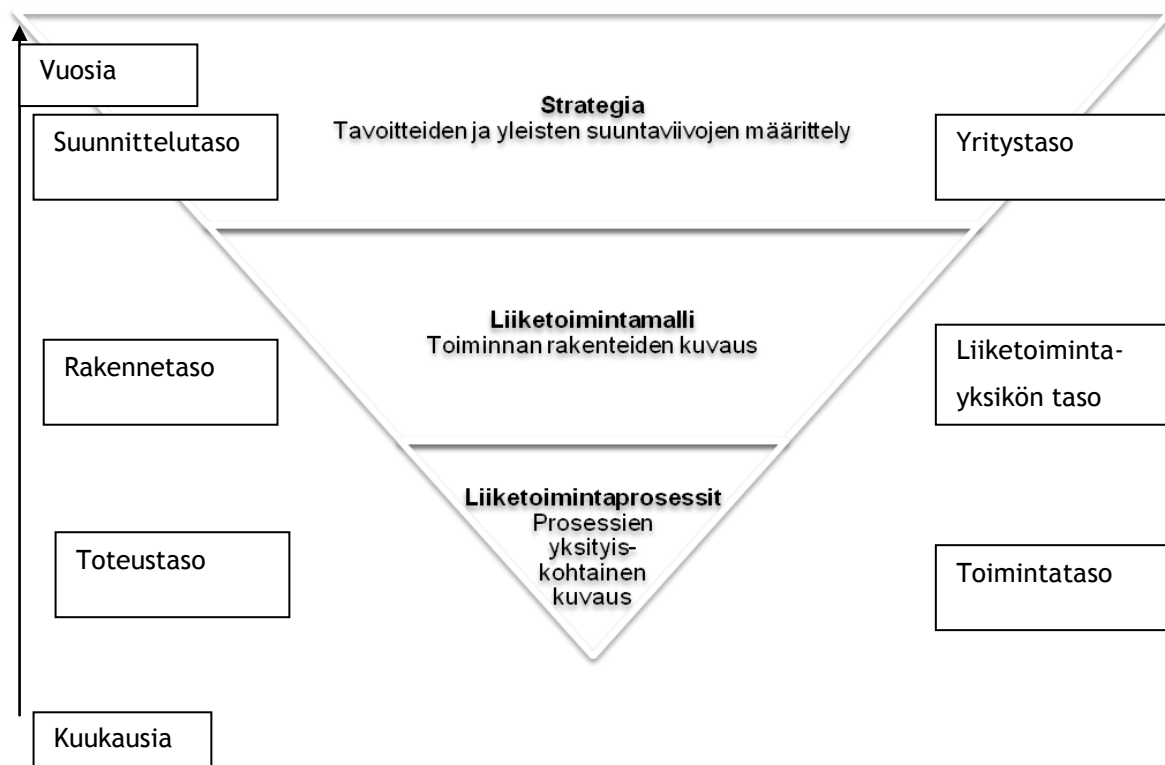 Vuosia
Strategia
Tavoitteiden ja yleisten suuntaviivojen määrittely
Suunnittelutaso
Yritystaso
Liiketoimintamalli
Toiminnan rakenteiden kuvaus
Rakennetaso
Liiketoiminta-
yksikön taso
Liiketoimintaprosessit
Prosessien
yksityis-
kohtainen
kuvaus
Toteustaso
Toimintataso
Kuukausia